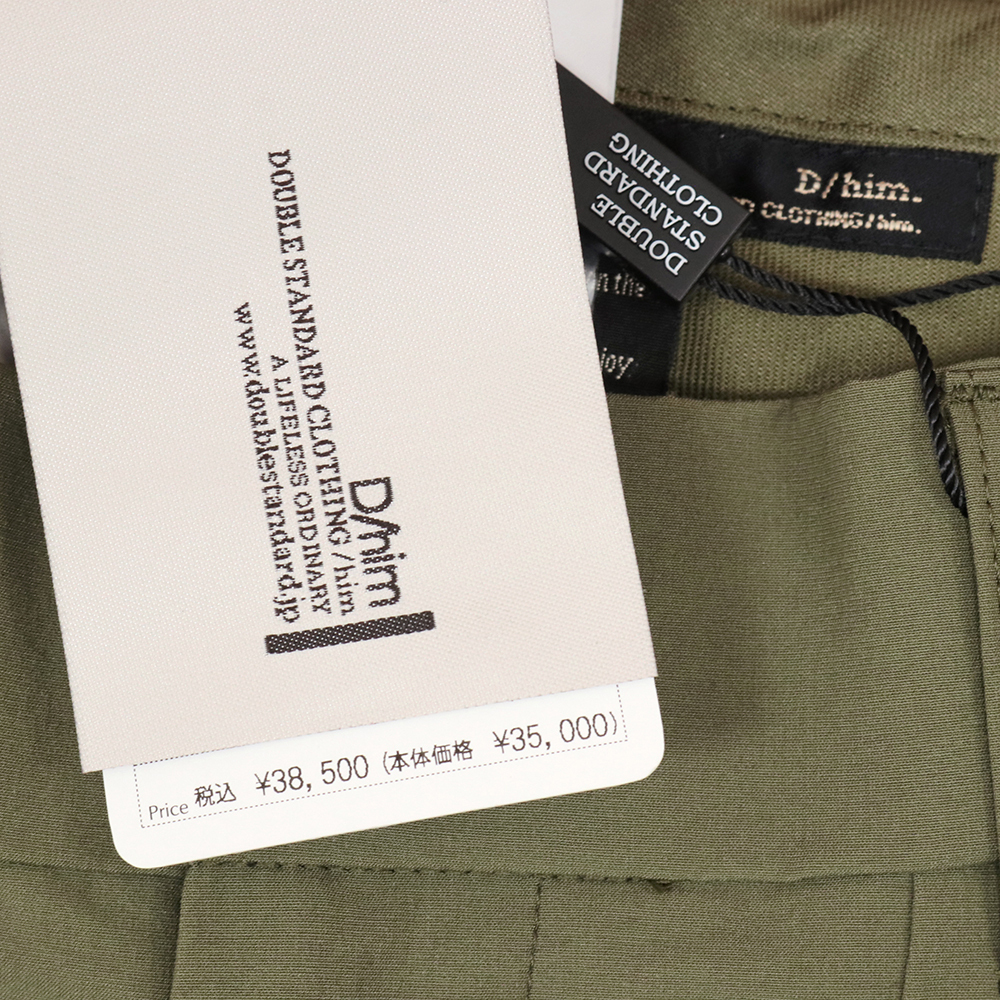 D/him
DOUBLE STANDARD CLOTHING/him
A LIFELESS ORDINARY
www.doublestandard.jp
DOUBLE
STANDARD
CLOTHING
D/him.
CLOTHING/him.
the
joy.
Price 税込 ¥38,500 (本体価格 ¥35,000)